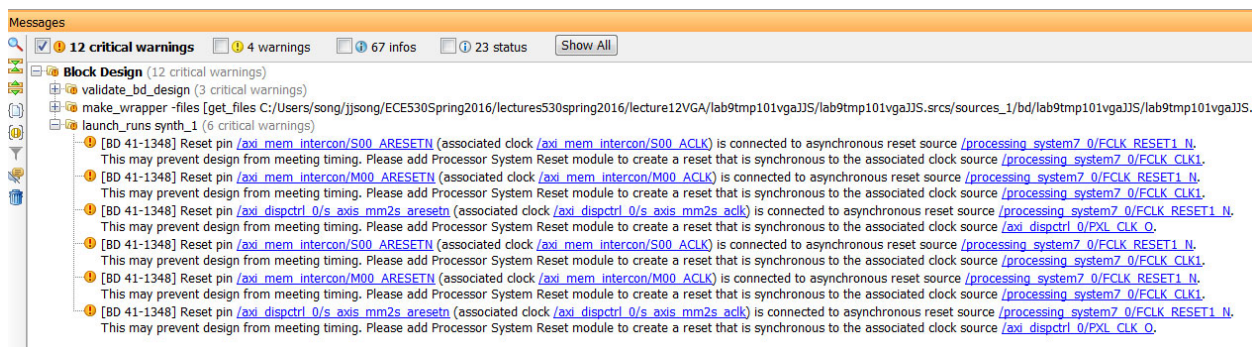 Messages
12 critical warnings 4 warnings 67 infos 23 status Show All
Block Design (12 critical warnings)
validate_bd_design (3 critical warnings)
make_wrapper -files [get_files C:/Users/song/jjsong/ECE530Spring2016/lectures530spring2016/lecture12VGA/lab9tmp101vgaJJS/lab9tmp101vgaJJS.srcs/sources_1/bd/lab9tmp101vgaJJS/lab9tmp101vgaJJS.
launch_runs synth_1 (6 critical warnings)
[BD 41-1348] Reset pin /axi_mem_intercon/S00_ARESETN (associated clock /axi_mem_intercon/S00_ACLK) is connected to asynchronous reset source /processing_system7_0/FCLK_RESET1_N.
This may prevent design from meeting timing. Please add Processor System Reset module to create a reset that is synchronous to the associated clock source /processing_system7_0/FCLK_CLK1.
[BD 41-1348] Reset pin /axi_mem_intercon/M00_ARESETN (associated clock /axi_mem_intercon/M00_ACLK) is connected to asynchronous reset source /processing_system7_0/FCLK_RESET1_N.
This may prevent design from meeting timing. Please add Processor System Reset module to create a reset that is synchronous to the associated clock source /processing_system7_0/FCLK_CLK1.
[BD 41-1348] Reset pin /axi_dispctrl_0/s_axis_mm2s_aresetn (associated clock /axi_dispctrl_0/s_axis_mm2s_aclk) is connected to asynchronous reset source /processing_system7_0/FCLK_RESET1_N.
This may prevent design from meeting timing. Please add Processor System Reset module to create a reset that is synchronous to the associated clock source /axi_dispctrl_0/PXL_CLK_O.
[BD 41-1348] Reset pin /axi_mem_intercon/S00_ARESETN (associated clock /axi_mem_intercon/S00_ACLK) is connected to asynchronous reset source /processing_system7_0/FCLK_RESET1_N.
This may prevent design from meeting timing. Please add Processor System Reset module to create a reset that is synchronous to the associated clock source /processing_system7_0/FCLK_CLK1.
[BD 41-1348] Reset pin /axi_mem_intercon/M00_ARESETN (associated clock /axi_mem_intercon/M00_ACLK) is connected to asynchronous reset source /processing_system7_0/FCLK_RESET1_N.
This may prevent design from meeting timing. Please add Processor System Reset module to create a reset that is synchronous to the associated clock source /processing_system7_0/FCLK_CLK1.
[BD 41-1348] Reset pin /axi_dispctrl_0/s_axis_mm2s_aresetn (associated clock /axi_dispctrl_0/s_axis_mm2s_aclk) is connected to asynchronous reset source /processing_system7_0/FCLK_RESET1_N.
This may prevent design from meeting timing. Please add Processor System Reset module to create a reset that is synchronous to the associated clock source /axi_dispctrl_0/PXL_CLK_O.